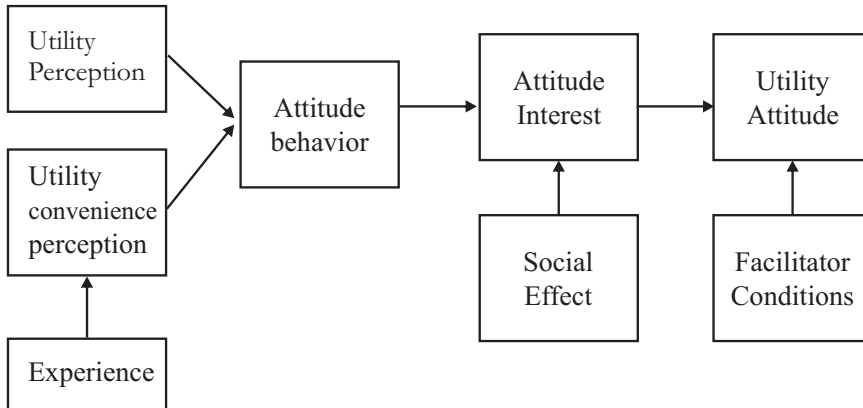 Utility
Perception
Attitude
behavior
Attitude
Interest
Utility
Attitude
Utility
convenience
perception
Social
Effect
Facilitator
Conditions
Experience